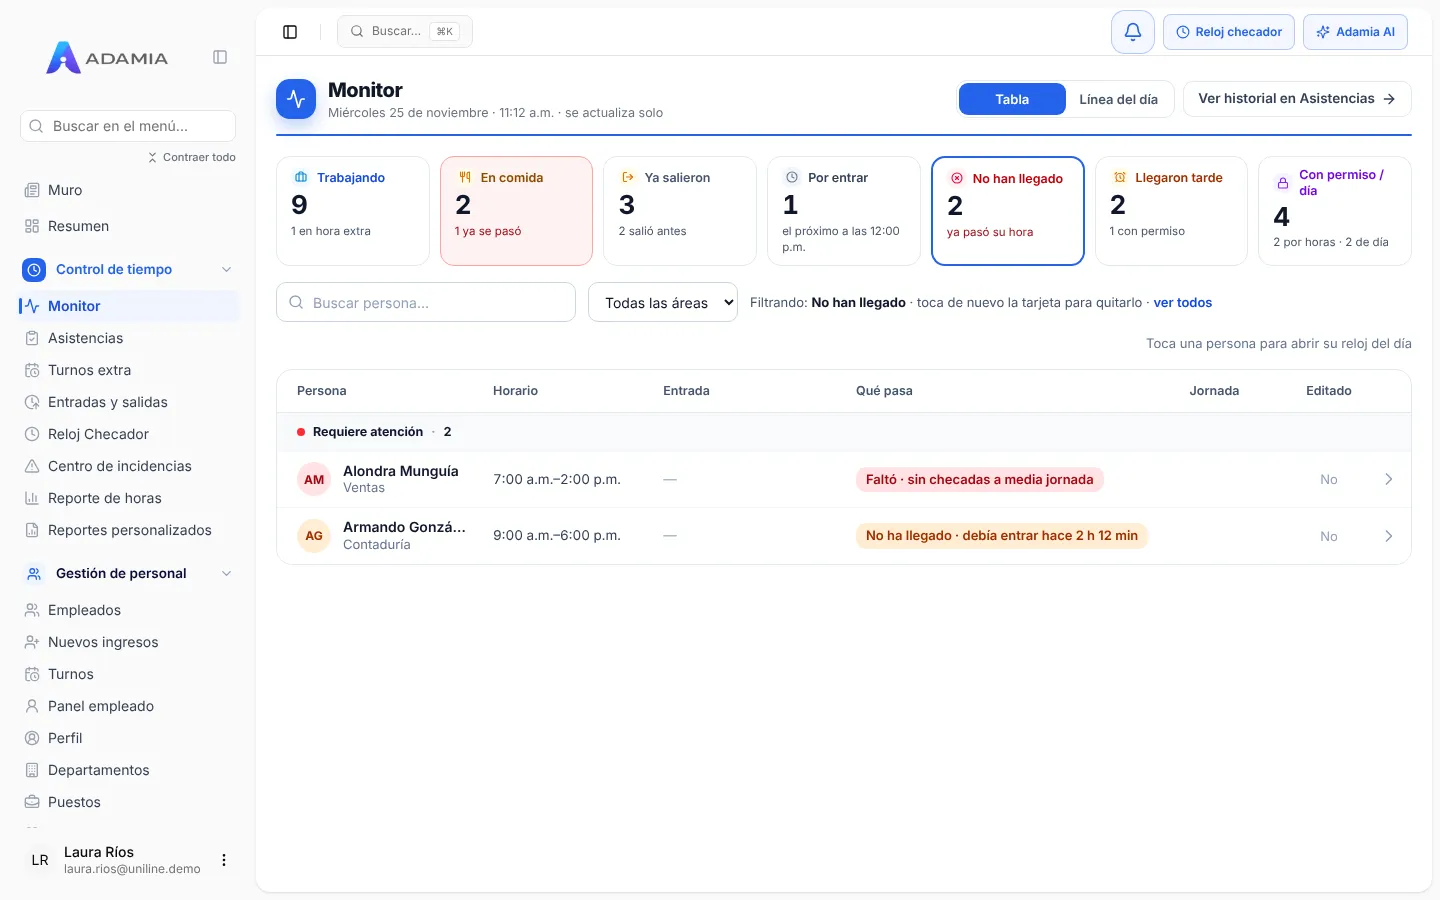 ADAMIA
Buscar en el menú...
Contraer todo
Muro
Resumen
Control de tiempo
Monitor
Asistencias
Turnos extra
Entradas y salidas
Reloj Checador
Centro de incidencias
Reporte de horas
Reportes personalizados
Gestión de personal
Empleados
Nuevos ingresos
Turnos
Panel empleado
Perfil
Departamentos
Puestos
LR
Laura Ríos
laura.rios@uniline.demo
Buscar... ⌘K
Reloj checador
Adamia AI
Monitor
Miércoles 25 de noviembre · 11:12 a.m. · se actualiza solo
Tabla
Línea del día
Ver historial en Asistencias
Trabajando
9
1 en hora extra
En comida
2
1 ya se pasó
Ya salieron
3
2 salió antes
Por entrar
1
el próximo a las 12:00
p.m.
No han llegado
2
ya pasó su hora
Llegaron tarde
2
1 con permiso
Con permiso /
día
4
2 por horas · 2 de día
Buscar persona...
Todas las áreas
Filtrando: No han llegado · toca de nuevo la tarjeta para quitarlo · ver todos
Toca una persona para abrir su reloj del día
Persona Horario Entrada Qué pasa Jornada Editado
Requiere atención · 2
AM Alondra Munguía
Ventas
7:00 a.m.–2:00 p.m. — Faltó · sin checadas a media jornada No
AG Armando Gonzá...
Contaduría
9:00 a.m.–6:00 p.m. — No ha llegado · debía entrar hace 2 h 12 min No